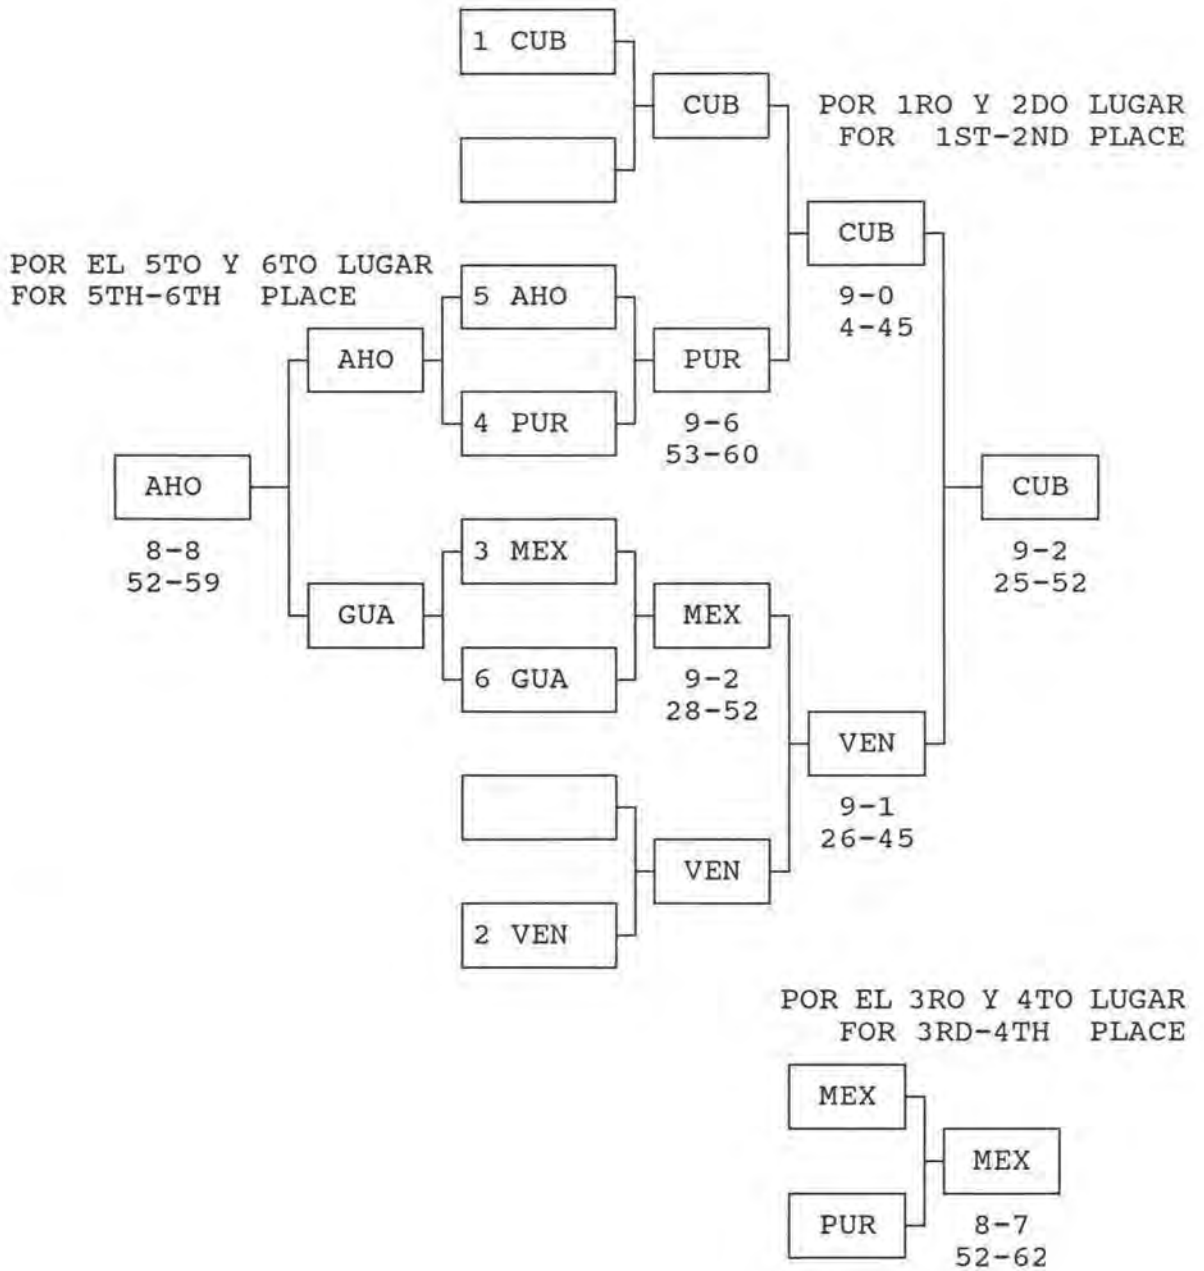 1 CUB
CUB
POR 1RO Y 2DO LUGAR
FOR 1ST-2ND PLACE
CUB
9-0
4-45
POR EL 5TO Y 6TO LUGAR
FOR 5TH-6TH PLACE
5 AHO
AHO
PUR
4 PUR
9-6
53-60
AHO
8-8
52-59
CUB
9-2
25-52
3 MEX
GUA
MEX
6 GUA
9-2
28-52
VEN
9-1
26-45
VEN
2 VEN
POR EL 3RO Y 4TO LUGAR
FOR 3RD-4TH PLACE
MEX
MEX
PUR
8-7
52-62